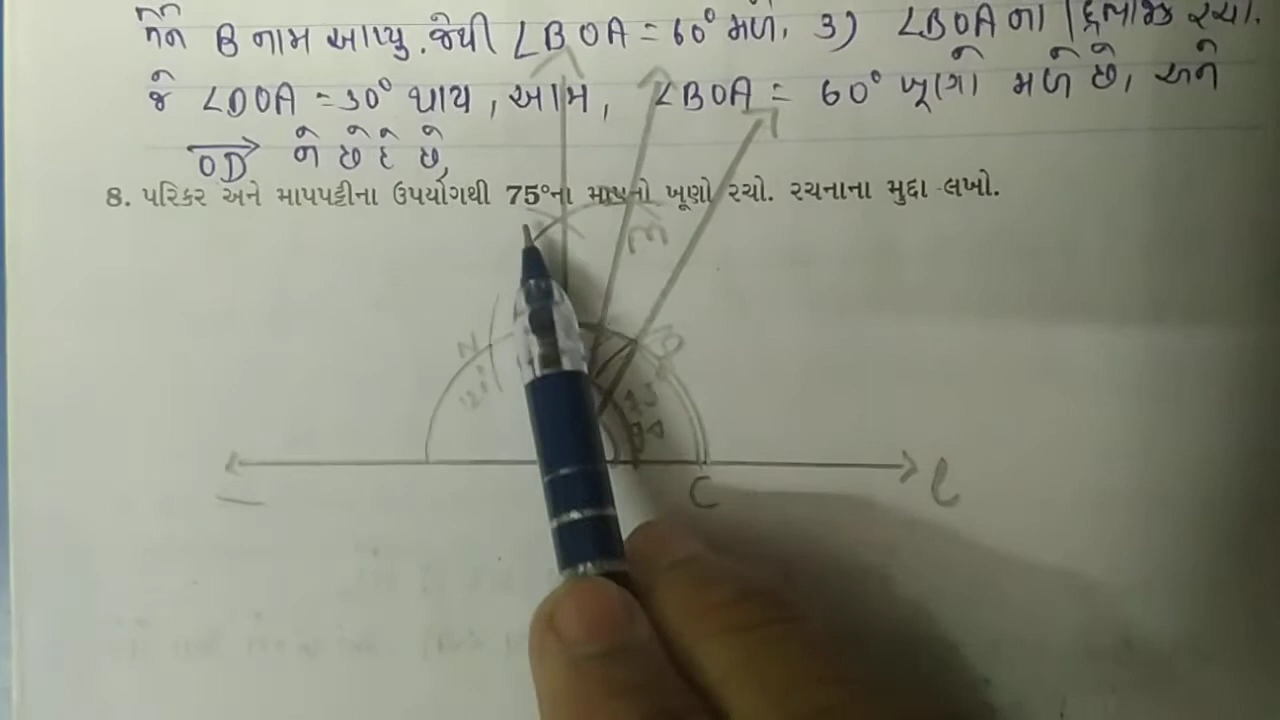 તેને B નામ આપ્યુ. જેથી ∠BOA = 60° મળે, 3) ∠BOA ના દ્વિભાજક રચો.
જે ∠DOA = 30° થાય, આમ, ∠BOA = 60° ખૂણો મળે છે, અને
OD ને છેદે છે,
8. પરિકર અને માપપટ્ટીના ઉપયોગથી 75°ના માપનો ખૂણો રચો. રચનાના મુદ્દા લખો.
E
N
D
C
l